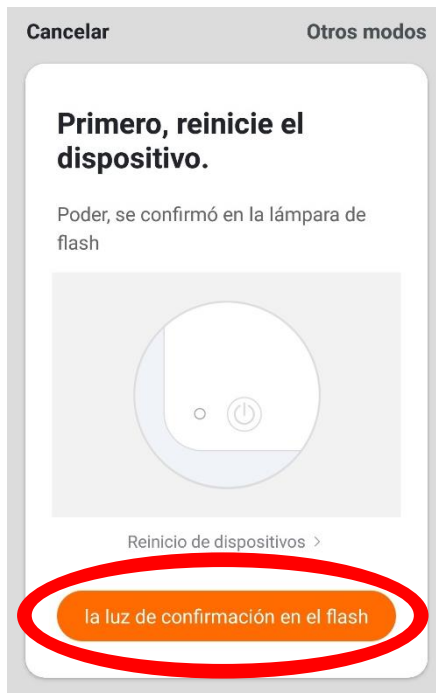 Cancelar
Otros modos
Primero, reinicie el
dispositivo.
Poder, se confirmó en la lámpara de
flash
Reinicio de dispositivos >
la luz de confirmación en el flash